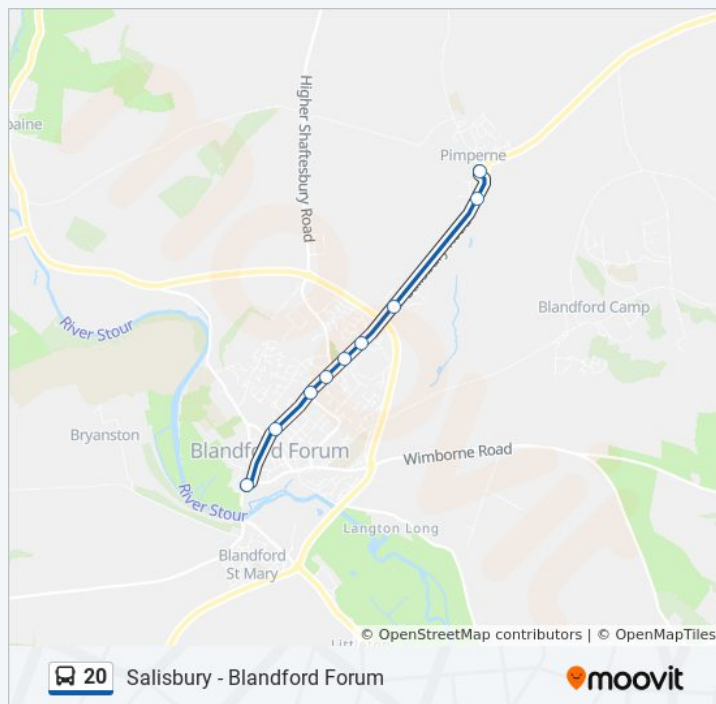 Pimperne
Higher Shaftesbury Road
Blandford Camp
River Stour
Bryanston
Blandford Forum
Wimborne Road
River Stour
Langton Long
Blandford
St Mary
© OpenStreetMap contributors | © OpenMapTiles
20 Salisbury - Blandford Forum
moovit